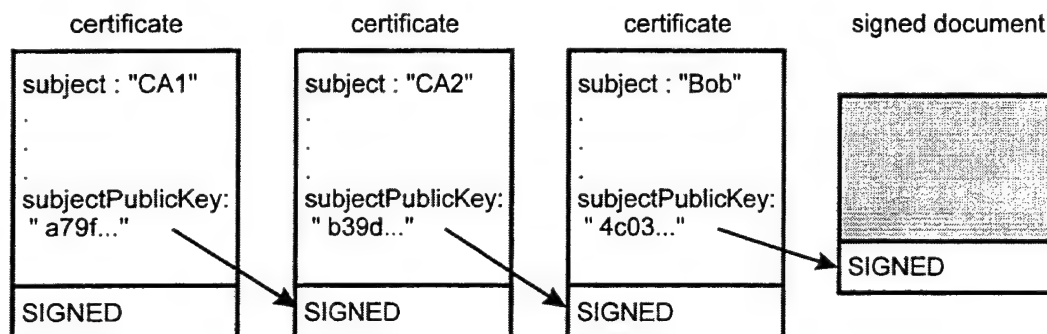 certificate
subject : "CA1"
.
.
.
subjectPublicKey:
" a79f..."
SIGNED
certificate
subject : "CA2"
.
.
.
subjectPublicKey:
" b39d..."
SIGNED
certificate
subject : "Bob"
.
.
.
subjectPublicKey:
" 4c03..."
SIGNED
signed document
SIGNED